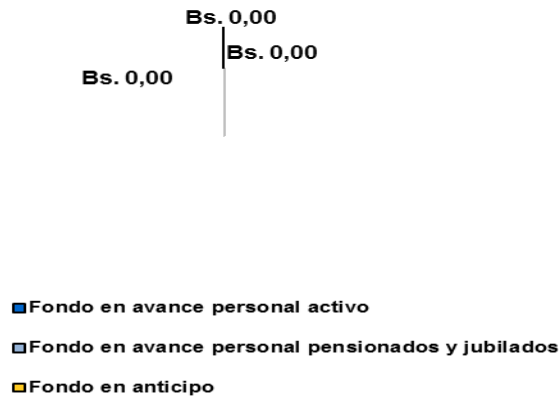 Bs. 0,00
Bs. 0,00
Bs. 0,00
Fondo en avance personal activo
Fondo en avance personal pensionados y jubilados
Fondo en anticipo